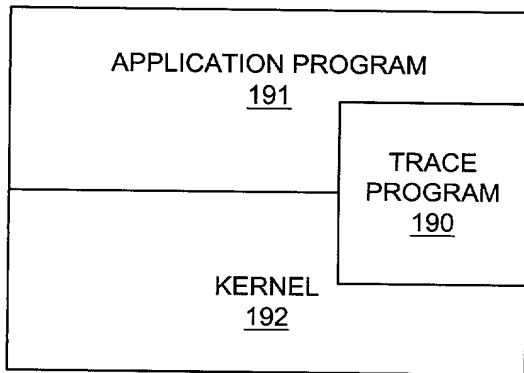 APPLICATION PROGRAM
191
TRACE
PROGRAM
190
KERNEL
192